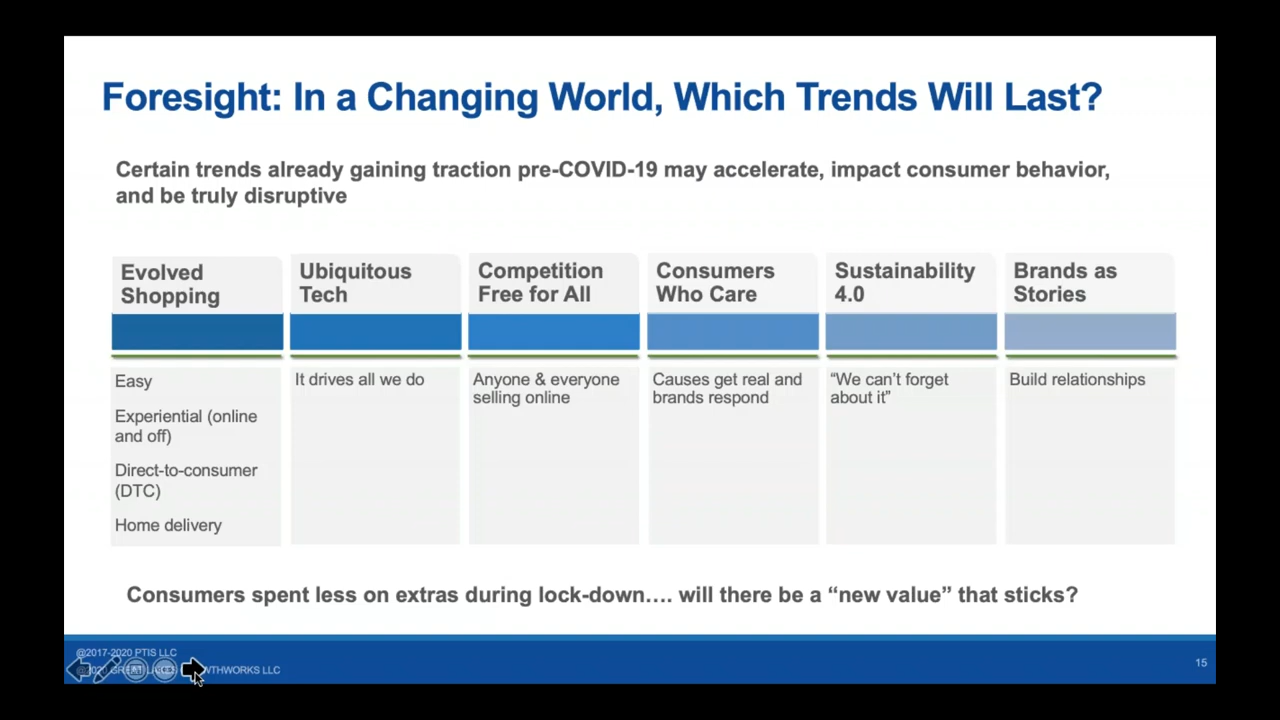 Foresight: In a Changing World, Which Trends Will Last?
Certain trends already gaining traction pre-COVID-19 may accelerate, impact consumer behavior,
and be truly disruptive
Evolved
Shopping
Easy
Experiential (online
and off)
Direct-to-consumer
(DTC)
Home delivery
Ubiquitous
Tech
It drives all we do
Competition
Free for All
Anyone & everyone
selling online
Consumers
Who Care
Causes get real and
brands respond
Sustainability
4.0
“We can’t forget
about it”
Brands as
Stories
Build relationships
Consumers spent less on extras during lock-down…. will there be a “new value” that sticks?
@2017-2020 PTIS LLC
@2020 GREAT WTHWORKS LLC
15